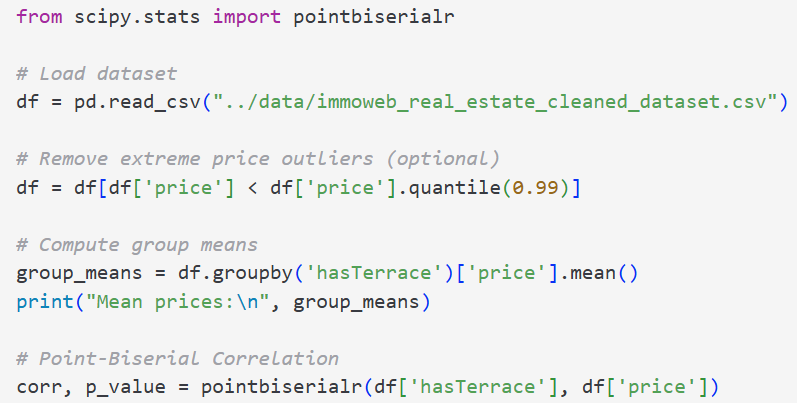 from scipy.stats import pointbiserialr
# Load dataset
df = pd.read_csv("../data/immoweb_real_estate_cleaned_dataset.csv")
# Remove extreme price outliers (optional)
df = df[df['price'] < df['price'].quantile(0.99)]
# Compute group means
group_means = df.groupby('hasTerrace')['price'].mean()
print("Mean prices:\n", group_means)
# Point-Biserial Correlation
corr, p_value = pointbiserialr(df['hasTerrace'], df['price'])